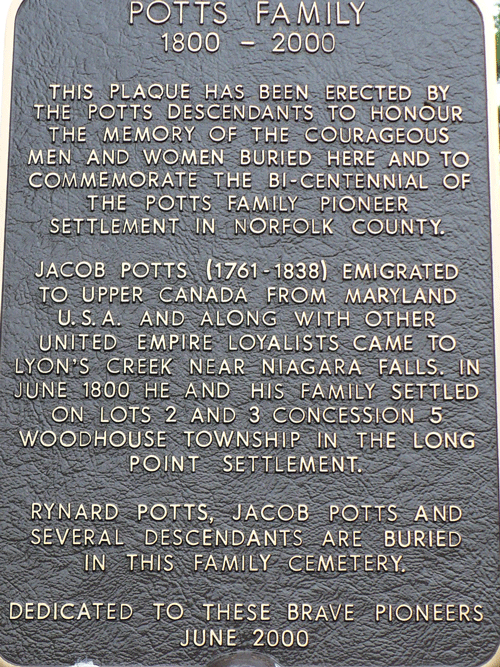 POTTS FAMILY
1800 - 2000
THIS PLAQUE HAS BEEN ERECTED BY
THE POTTS DESCENDANTS TO HONOUR
THE MEMORY OF THE COURAGEOUS
MEN AND WOMEN BURIED HERE AND TO
COMMEMORATE THE BI-CENTENNIAL OF
THE POTTS FAMILY PIONEER
SETTLEMENT IN NORFOLK COUNTY.
JACOB POTTS (1761-1838) EMIGRATED
TO UPPER CANADA FROM MARYLAND
U.S.A. AND ALONG WITH OTHER
UNITED EMPIRE LOYALISTS CAME TO
LYON'S CREEK NEAR NIAGARA FALLS. IN
JUNE 1800 HE AND HIS FAMILY SETTLED
ON LOTS 2 AND 3 CONCESSION 5
WOODHOUSE TOWNSHIP IN THE LONG
POINT SETTLEMENT.
RYNARD POTTS, JACOB POTTS AND
SEVERAL DESCENDANTS ARE BURIED
IN THIS FAMILY CEMETERY.
DEDICATED TO THESE BRAVE PIONEERS
JUNE 2000